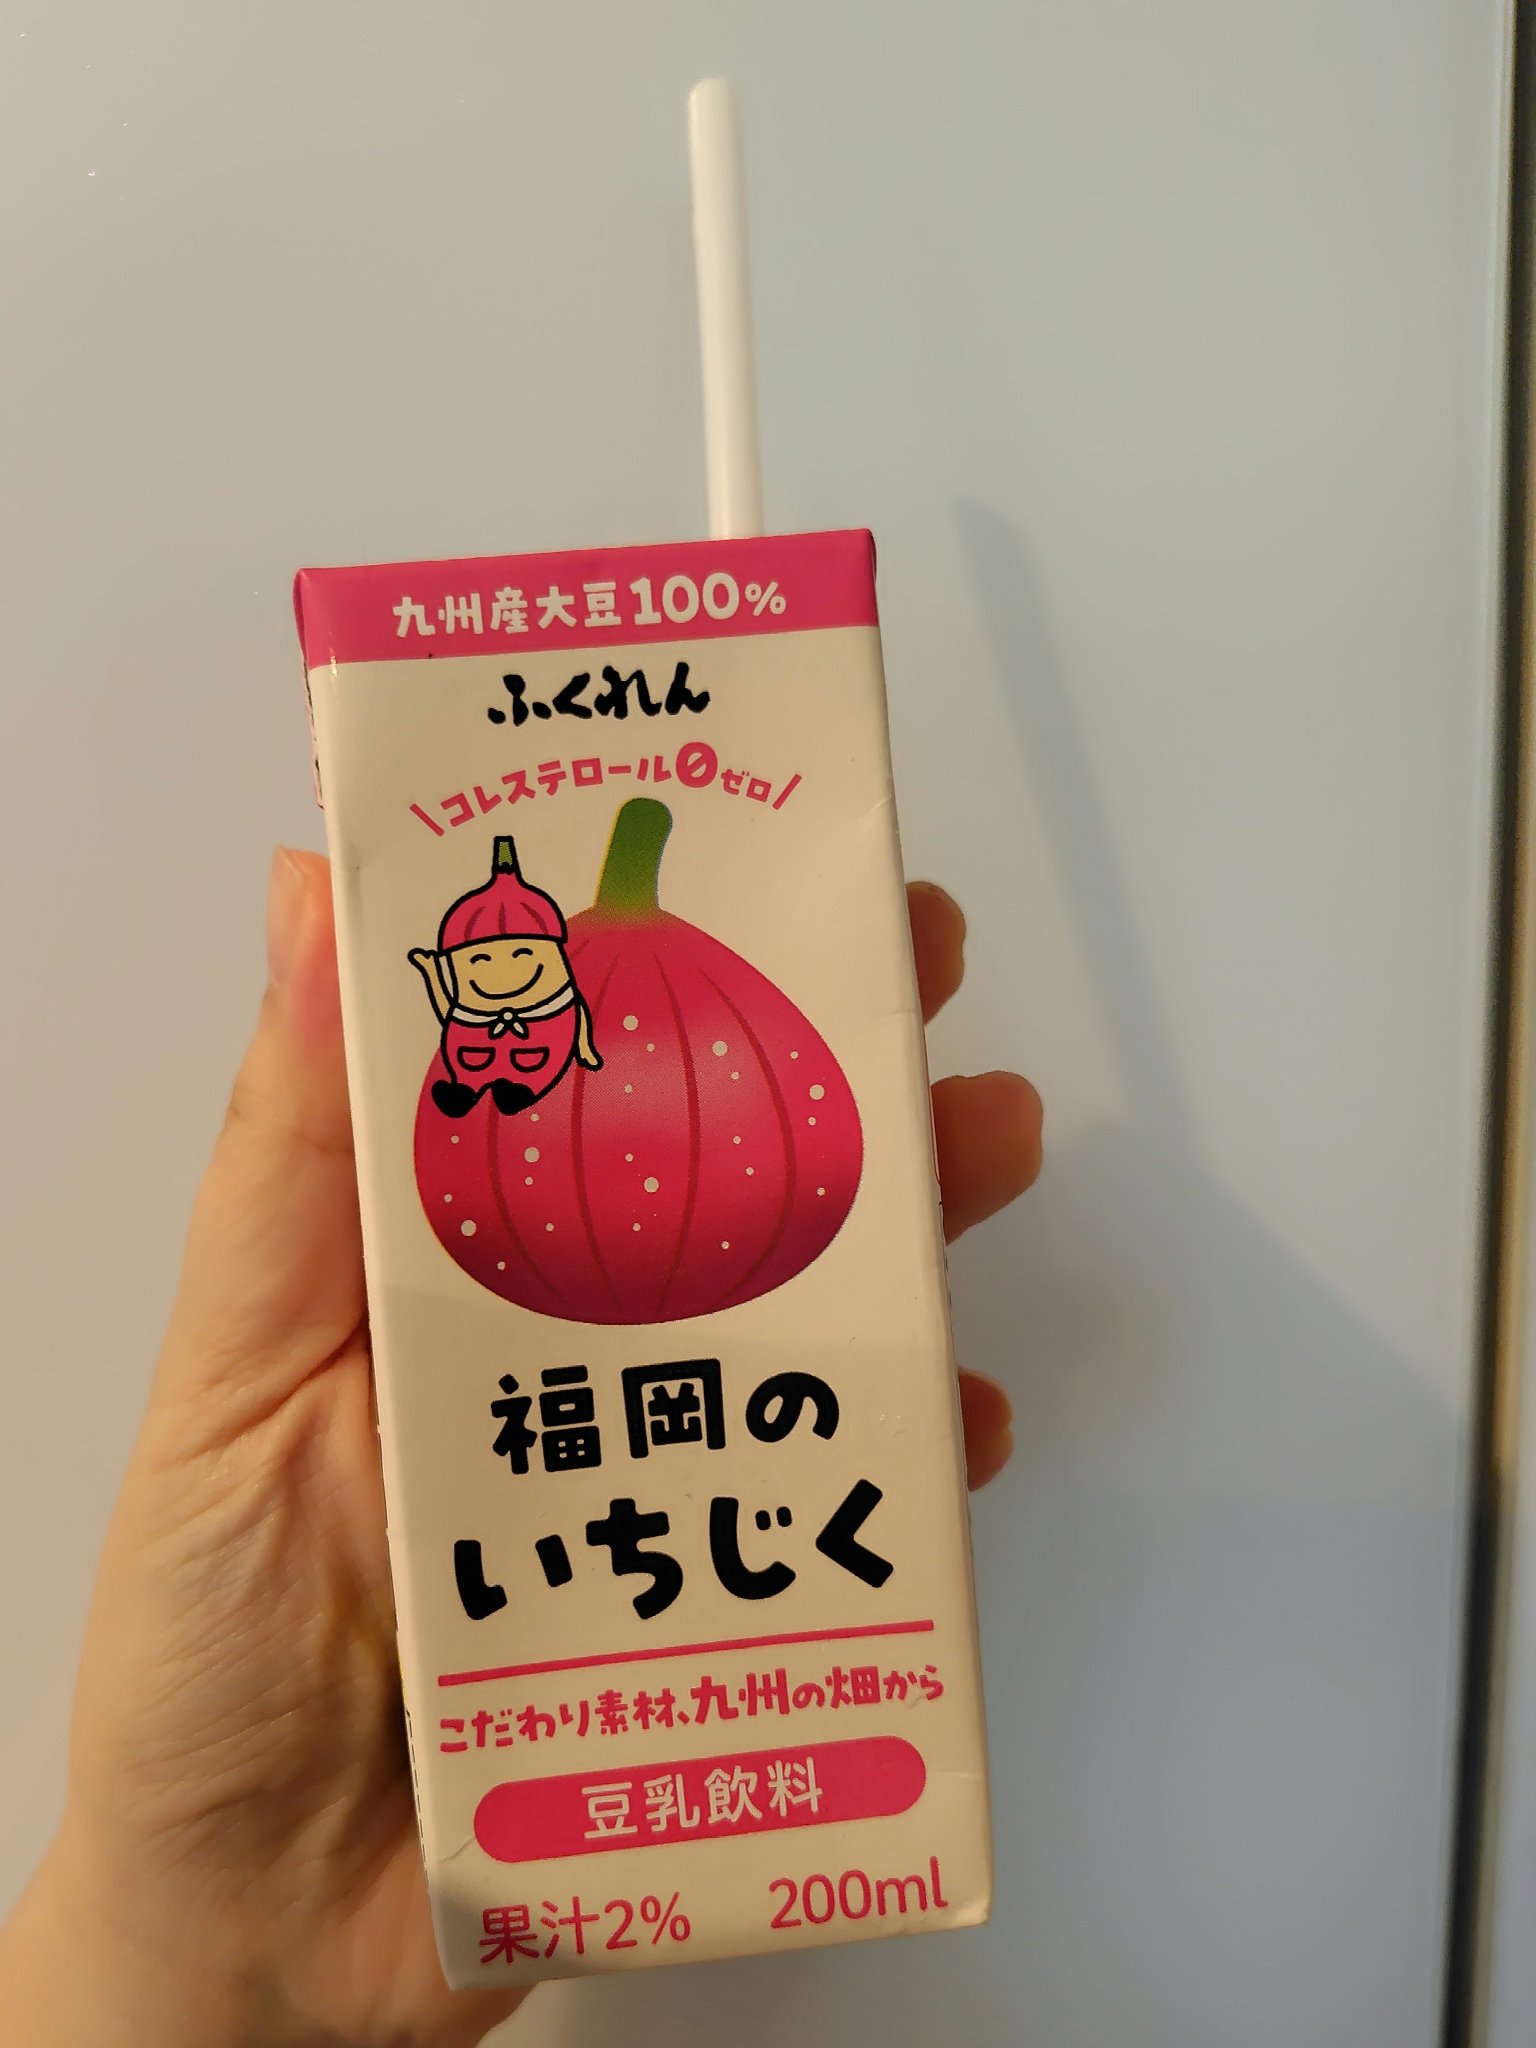 九州産大豆100%
ふくれん
\コレステロール0ゼロ/
福岡の
いちじく
こだわり素材、九州の畑から
豆乳飲料
果汁2% 200ml